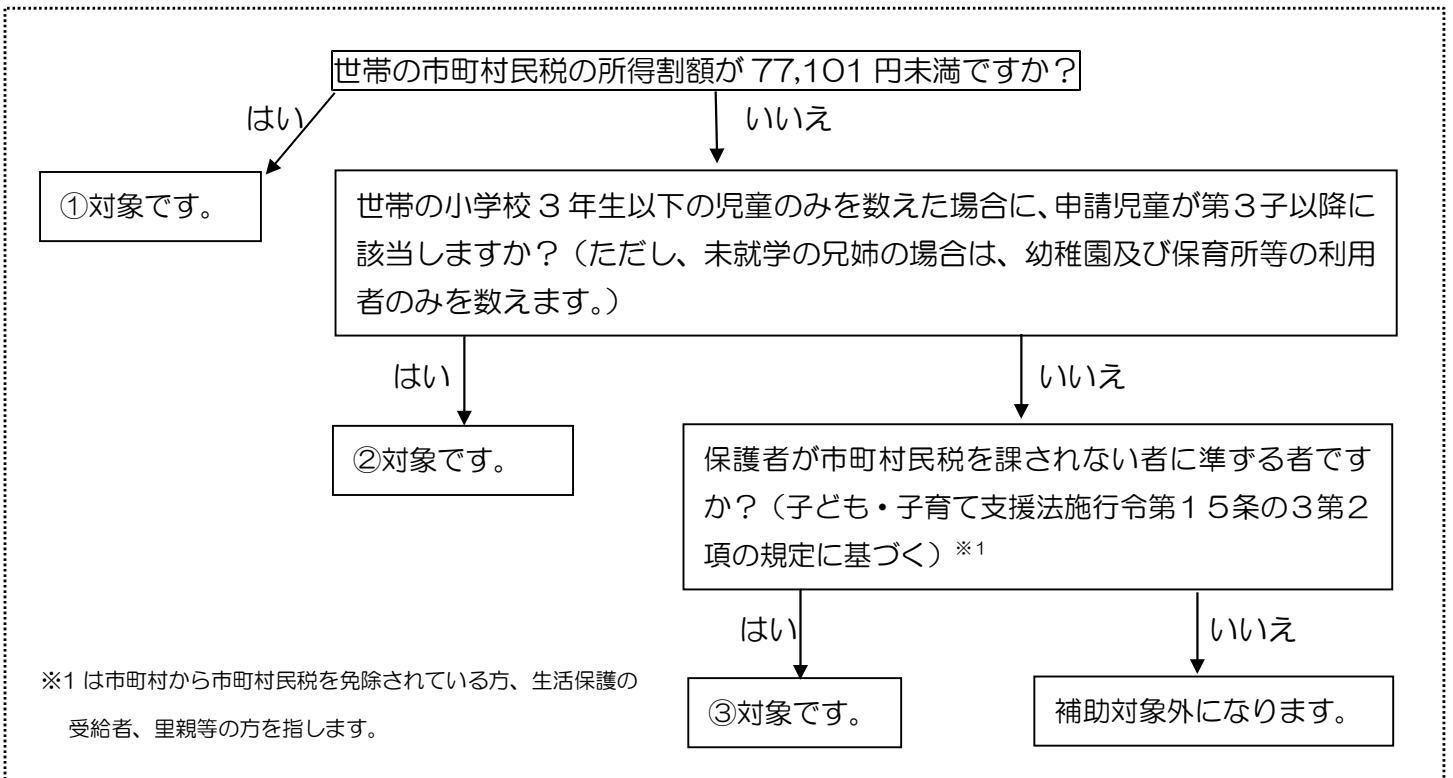 世帯の市町村民税の所得割額が 77,101 円未満ですか？
はい
いいえ
①対象です。
世帯の小学校 3 年生以下の児童のみを数えた場合に、申請児童が第３子以降に
該当しますか？（ただし、未就学の兄姉の場合は、幼稚園及び保育所等の利用
者のみを数えます。）
はい
いいえ
②対象です。
保護者が市町村民税を課されない者に準ずる者です
か？（子ども・子育て支援法施行令第１５条の３第２
項の規定に基づく）※1
はい
いいえ
※1 は市町村から市町村民税を免除されている方、生活保護の
受給者、里親等の方を指します。
③対象です。
補助対象外になります。